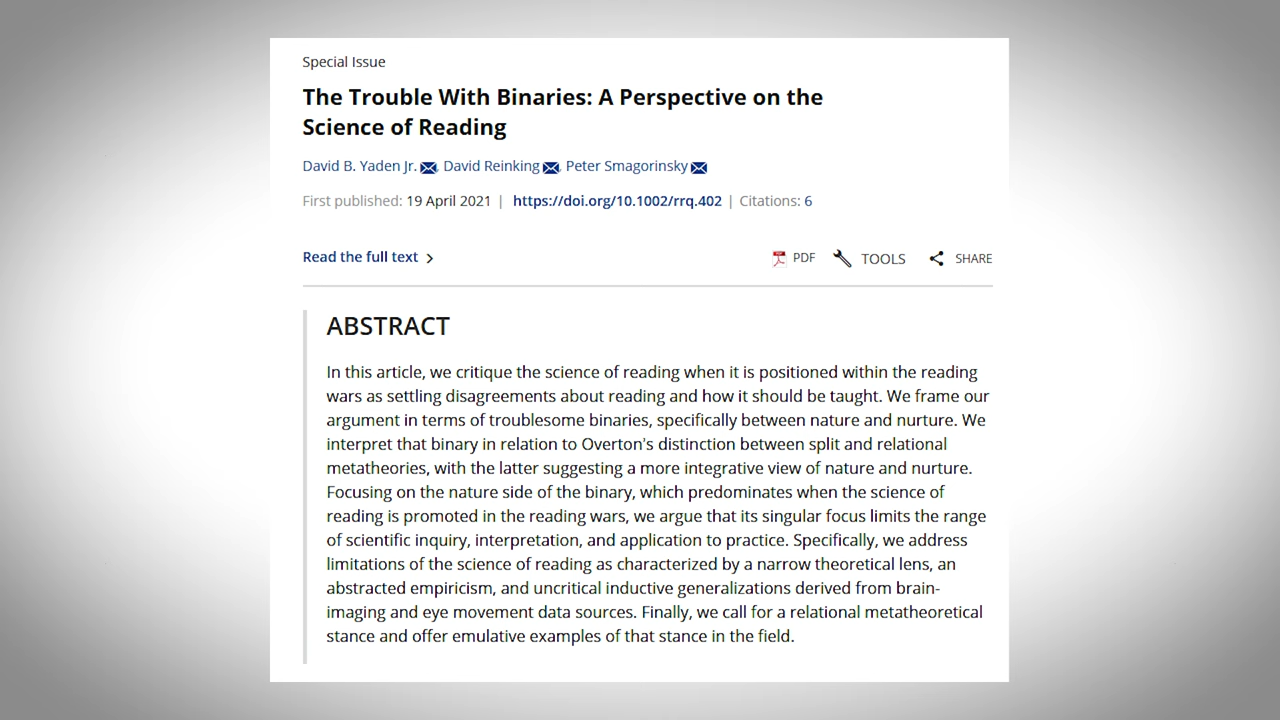 Special Issue
The Trouble With Binaries: A Perspective on the
Science of Reading
David B. Yaden Jr. , David Reinking , Peter Smagorinsky
First published: 19 April 2021 | https://doi.org/10.1002/rrq.402 | Citations: 6
Read the full text > PDF TOOLS SHARE
ABSTRACT
In this article, we critique the science of reading when it is positioned within the reading
wars as settling disagreements about reading and how it should be taught. We frame our
argument in terms of troublesome binaries, specifically between nature and nurture. We
interpret that binary in relation to Overton's distinction between split and relational
metatheories, with the latter suggesting a more integrative view of nature and nurture.
Focusing on the nature side of the binary, which predominates when the science of
reading is promoted in the reading wars, we argue that its singular focus limits the range
of scientific inquiry, interpretation, and application to practice. Specifically, we address
limitations of the science of reading as characterized by a narrow theoretical lens, an
abstracted empiricism, and uncritical inductive generalizations derived from brain-
imaging and eye movement data sources. Finally, we call for a relational metatheoretical
stance and offer emulative examples of that stance in the field.